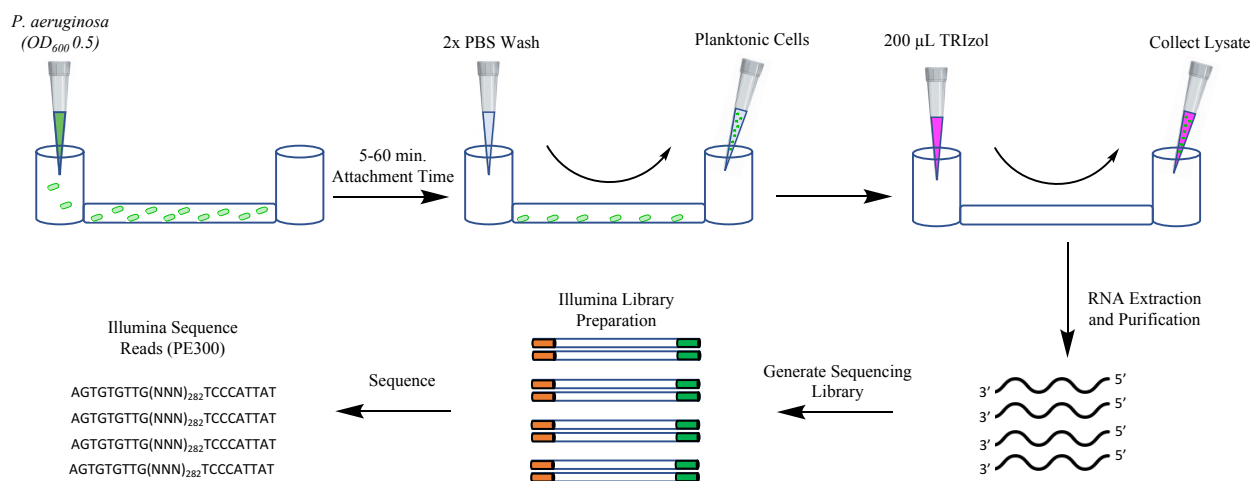 P. aeruginosa
(OD600 0.5)
5-60 min.
Attachment Time
2x PBS Wash
Planktonic Cells
200 µL TRIzol
Collect Lysate
RNA Extraction
and Purification
3’ 5’
3’ 5’
3’ 5’
3’ 5’
Generate Sequencing
Library
Illumina Library
Preparation
Sequence
Illumina Sequence
Reads (PE300)
AGTGTGTTG(NNN)282TCCCATTAT
AGTGTGTTG(NNN)282TCCCATTAT
AGTGTGTTG(NNN)282TCCCATTAT
AGTGTGTTG(NNN)282TCCCATTAT